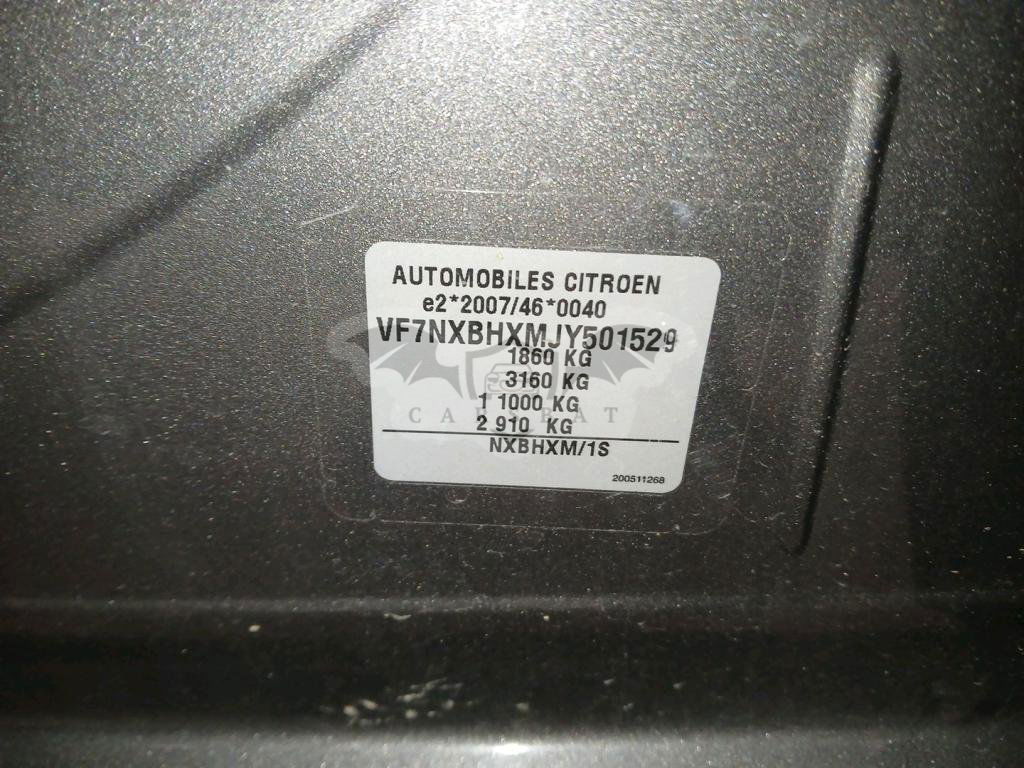 AUTOMOBILES CITROEN
e2*2007/46*0040
VF7NXBHXMJY501529
1860 KG
3160 KG
1 1000 KG
2 910 KG
NXBHXM/1S
200511268
CARSBAT